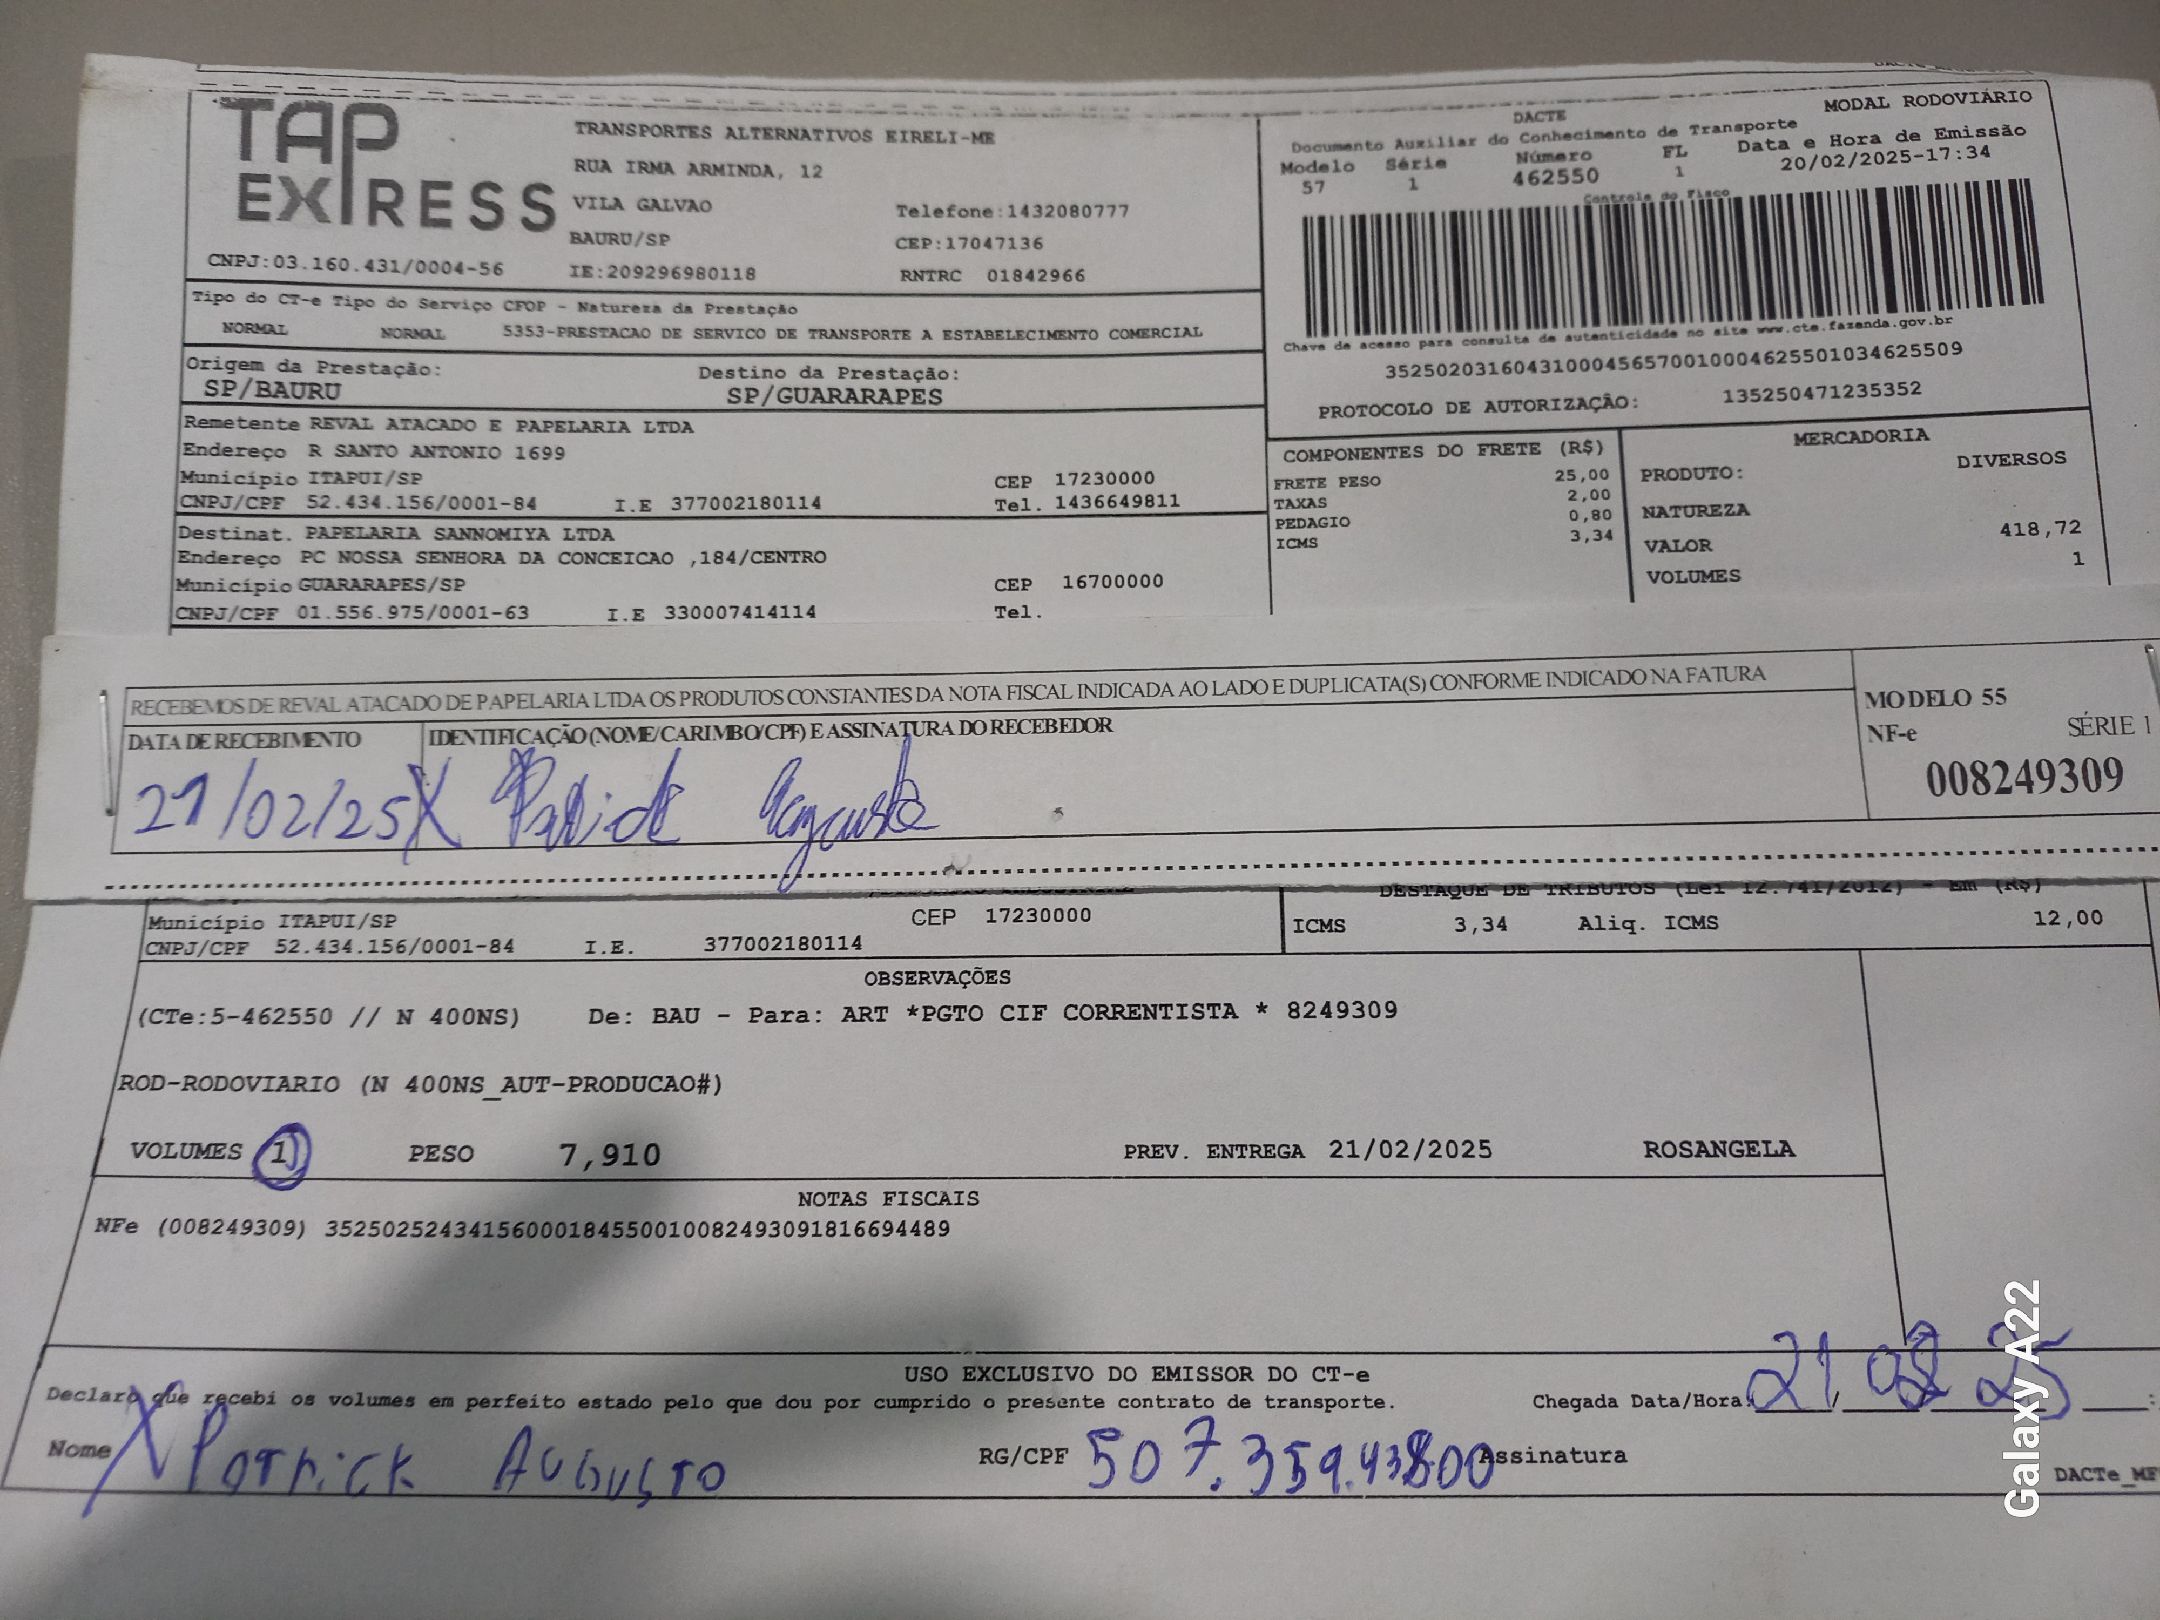 TAP EXPRESS
TRANSPORTES ALTERNATIVOS EIRELI-ME
RUA IRMA ARMINDA, 12
VILA GALVAO Telefone:1432080777
BAURU/SP CEP:17047136
CNPJ:03.160.431/0004-56 IE:209296980118 RNTRC 01842966
DACTE MODAL RODOVIÁRIO
Documento Auxiliar do Conhecimento de Transporte
Modelo Série Número FL Data e Hora de Emissão
57 1 462550 1 20/02/2025-17:34
Controle do Fisco
Chave de acesso para consulta de autenticidade no site www.cte.fazenda.gov.br
35250203160431000456570010004625501034625509
PROTOCOLO DE AUTORIZAÇÃO: 135250471235352
Tipo do CT-e Tipo do Serviço CFOP - Natureza da Prestação
NORMAL NORMAL 5353-PRESTACAO DE SERVICO DE TRANSPORTE A ESTABELECIMENTO COMERCIAL
Origem da Prestação: Destino da Prestação:
SP/BAURU SP/GUARARAPES
Remetente REVAL ATACADO E PAPELARIA LTDA
Endereço R SANTO ANTONIO 1699
Município ITAPUI/SP CEP 17230000
CNPJ/CPF 52.434.156/0001-84 I.E 377002180114 Tel. 1436649811
Destinat. PAPELARIA SANNOMIYA LTDA
Endereço PC NOSSA SENHORA DA CONCEICAO ,184/CENTRO
Município GUARARAPES/SP CEP 16700000
CNPJ/CPF 01.556.975/0001-63 I.E 330007414114 Tel.
COMPONENTES DO FRETE (R$)
FRETE PESO 25,00
TAXAS 2,00
PEDAGIO 0,80
ICMS 3,34
MERCADORIA
PRODUTO: DIVERSOS
NATUREZA
VALOR 418,72
VOLUMES 1
RECEBEMOS DE REVAL ATACADO DE PAPELARIA LTDA OS PRODUTOS CONSTANTES DA NOTA FISCAL INDICADA AO LADO E DUPLICATA(S) CONFORME INDICADO NA FATURA
DATA DE RECEBIMENTO IDENTIFICAÇÃO (NOME/CARIMBO/CPF) E ASSINATURA DO RECEBEDOR
21/02/25 X
MODELO 55
NF-e SÉRIE 1
008249309
DESTAQUE DE TRIBUTOS (Lei 12.741/2012) - Em (R$)
Município ITAPUI/SP CEP 17230000
CNPJ/CPF 52.434.156/0001-84 I.E. 377002180114
ICMS 3,34 Aliq. ICMS 12,00
OBSERVAÇÕES
(CTe:5-462550 // N 400NS) De: BAU - Para: ART *PGTO CIF CORRENTISTA * 8249309
ROD-RODOVIARIO (N 400NS_AUT-PRODUCAO#)
VOLUMES 1 PESO 7,910 PREV. ENTREGA 21/02/2025 ROSANGELA
NOTAS FISCAIS
NFe (008249309) 35250252434156000184550010082493091816694489
USO EXCLUSIVO DO EMISSOR DO CT-e
Declaro que recebi os volumes em perfeito estado pelo que dou por cumprido o presente contrato de transporte. Chegada Data/Hora: 21/02 25
Nome X Patrick Augusto RG/CPF 507.359.43800 Assinatura
Galaxy A22